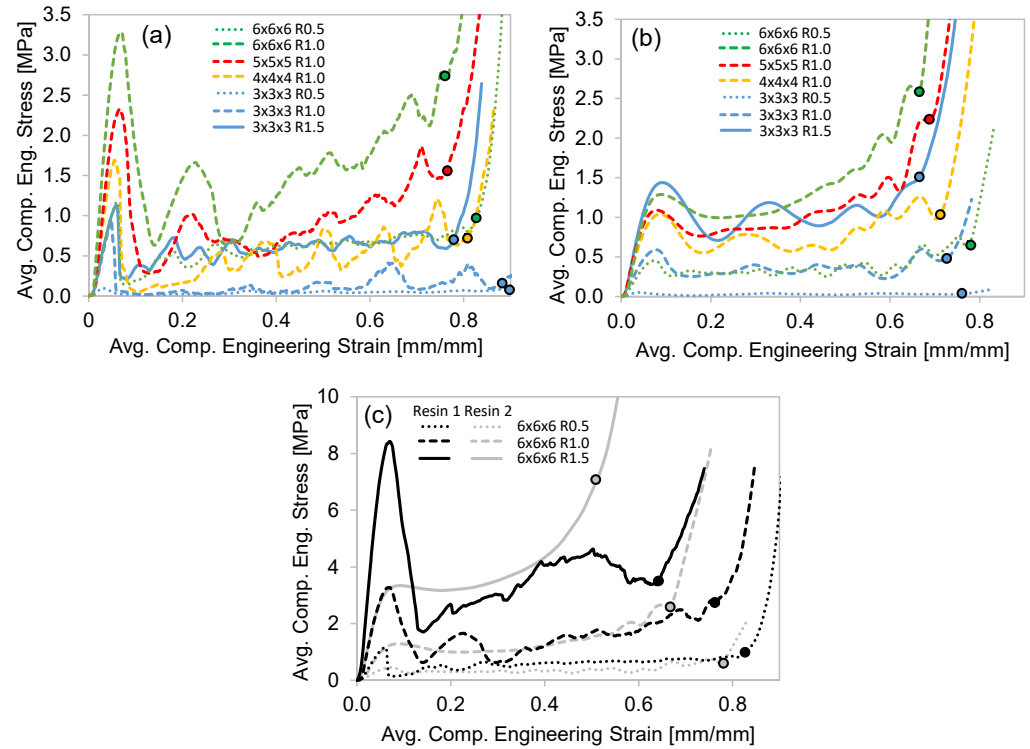 (a)
Avg. Comp. Eng. Stress [MPa]
3.5
3.0
2.5
2.0
1.5
1.0
0.5
0.0
6x6x6 R0.5
6x6x6 R1.0
5x5x5 R1.0
4x4x4 R1.0
3x3x3 R0.5
3x3x3 R1.0
3x3x3 R1.5
0 0.2 0.4 0.6 0.8
Avg. Comp. Engineering Strain [mm/mm]
(b)
Avg. Comp. Eng. Stress [MPa]
3.5
3.0
2.5
2.0
1.5
1.0
0.5
0.0
6x6x6 R0.5
6x6x6 R1.0
5x5x5 R1.0
4x4x4 R1.0
3x3x3 R0.5
3x3x3 R1.0
3x3x3 R1.5
0.0 0.2 0.4 0.6 0.8
Avg. Comp. Engineering Strain [mm/mm]
(c)
Avg. Comp. Eng. Stress [MPa]
10
8
6
4
2
0
Resin 1 Resin 2
6x6x6 R0.5
6x6x6 R1.0
6x6x6 R1.5
0 0.2 0.4 0.6 0.8
Avg. Comp. Engineering Strain [mm/mm]